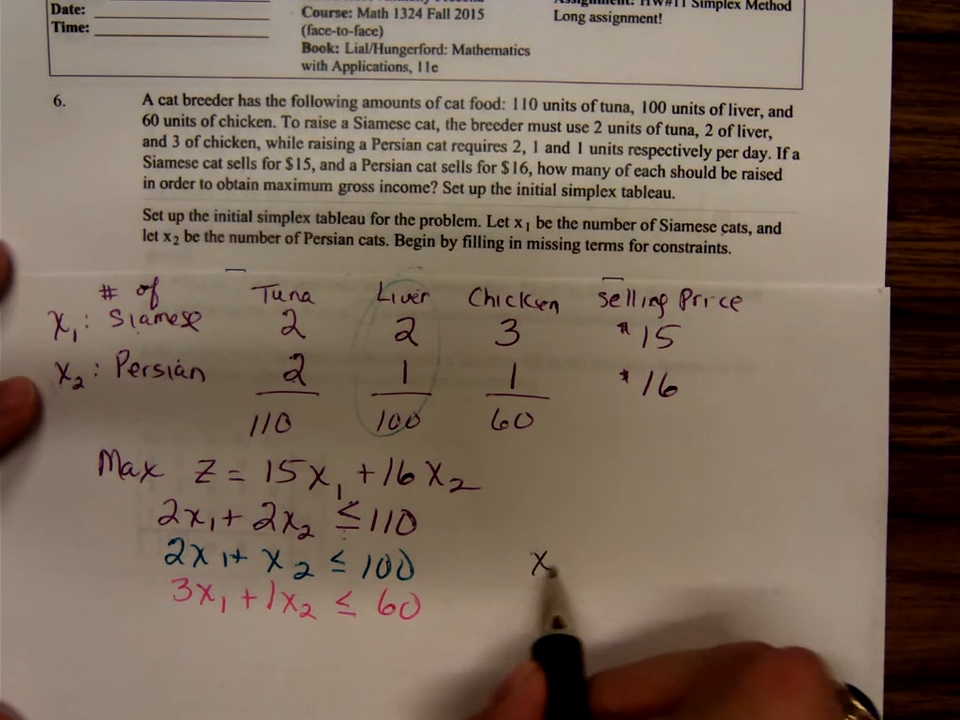 Date:
Time:
Course: Math 1324 Fall 2015
(face-to-face)
Book: Lial/Hungerford: Mathematics
with Applications, 11e
HW#11 Simplex Method
Long assignment!
6. A cat breeder has the following amounts of cat food: 110 units of tuna, 100 units of liver, and
60 units of chicken. To raise a Siamese cat, the breeder must use 2 units of tuna, 2 of liver,
and 3 of chicken, while raising a Persian cat requires 2, 1 and 1 units respectively per day. If a
Siamese cat sells for $15, and a Persian cat sells for $16, how many of each should be raised
in order to obtain maximum gross income? Set up the initial simplex tableau.
Set up the initial simplex tableau for the problem. Let x₁ be the number of Siamese cats, and
let x₂ be the number of Persian cats. Begin by filling in missing terms for constraints.
# of Tuna Liver Chicken Selling Price
x₁: Siamese 2 2 3 $15
x₂: Persian 2 1 1 $16
110 100 60
Max Z = 15x₁ + 16x₂
2x₁ + 2x₂ ≤ 110
2x₁ + x₂ ≤ 100
3x₁ + 1x₂ ≤ 60
x